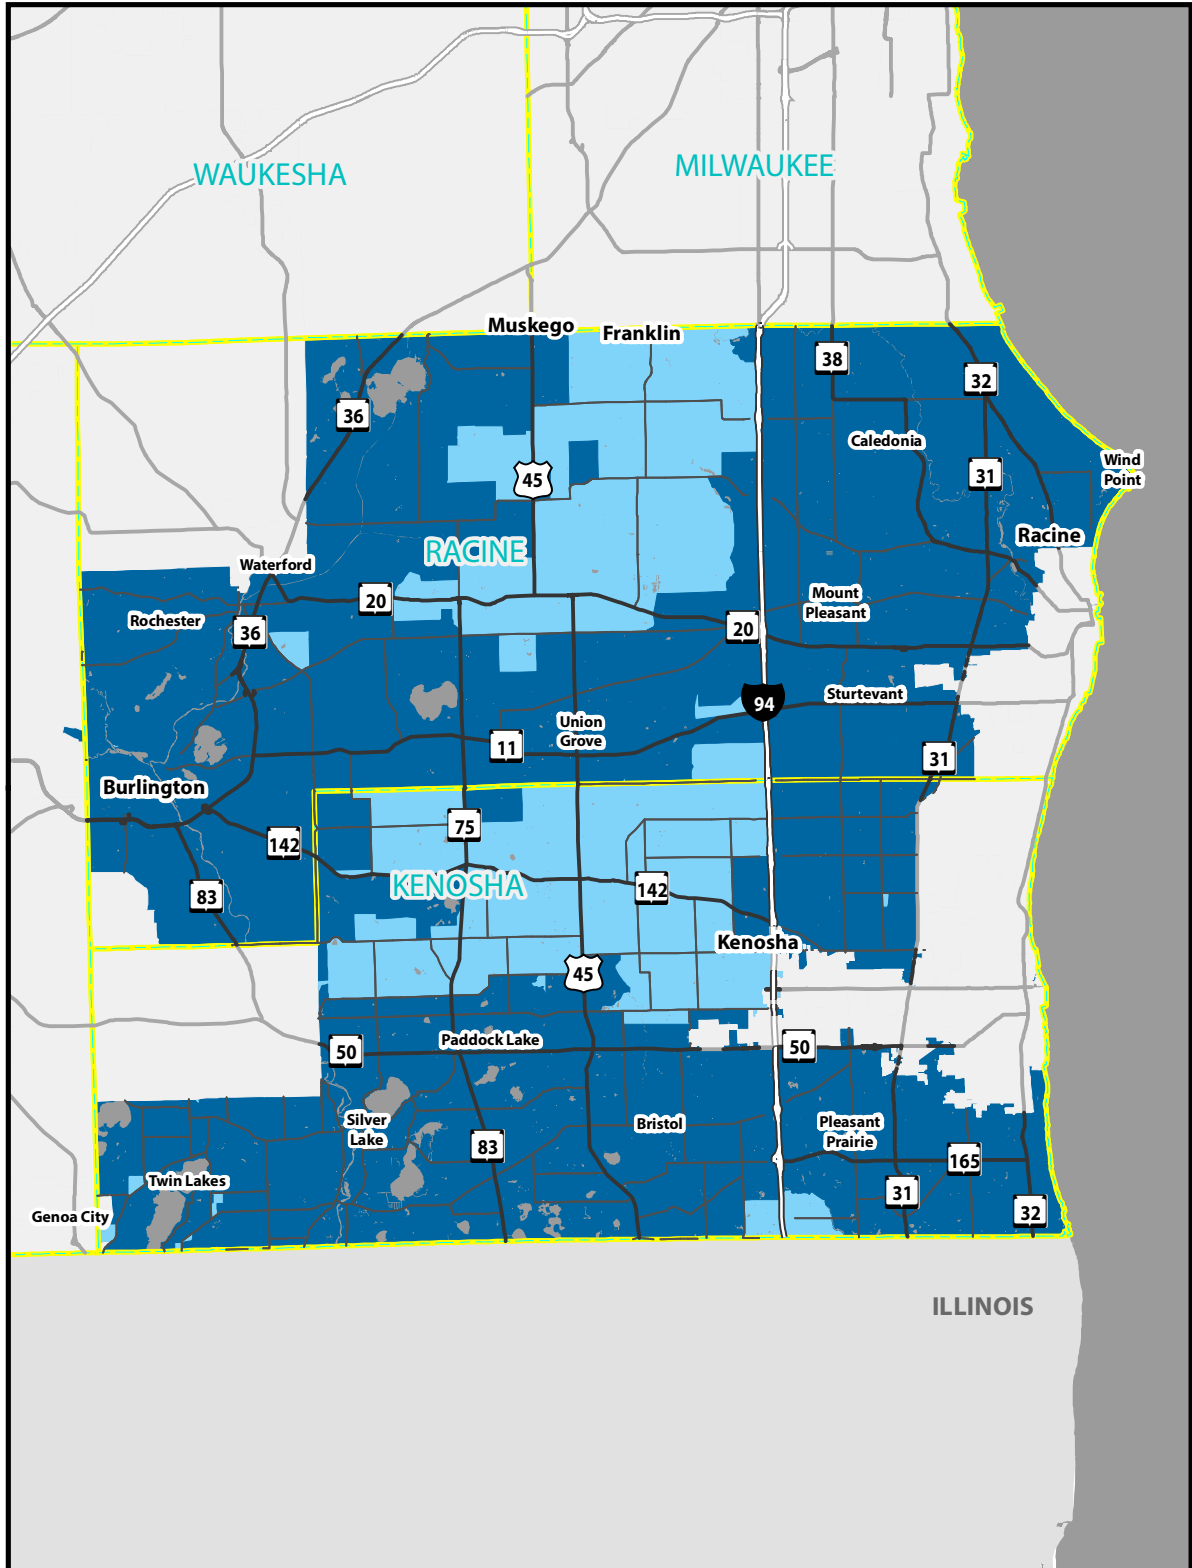 WAUKESHA
MILWAUKEE
Muskego
Franklin
38
32
36
Caledonia
Wind
Point
45
31
Racine
RACINE
Waterford
20
Mount
Pleasant
Rochester
36
20
Sturtevant
94
Union
Grove
11
31
Burlington
75
142
KENOSHA
142
83
Kenosha
45
Paddock Lake
50
50
Silver
Lake
Bristol
Pleasant
Prairie
83
165
Twin Lakes
31
Genoa City
32
ILLINOIS